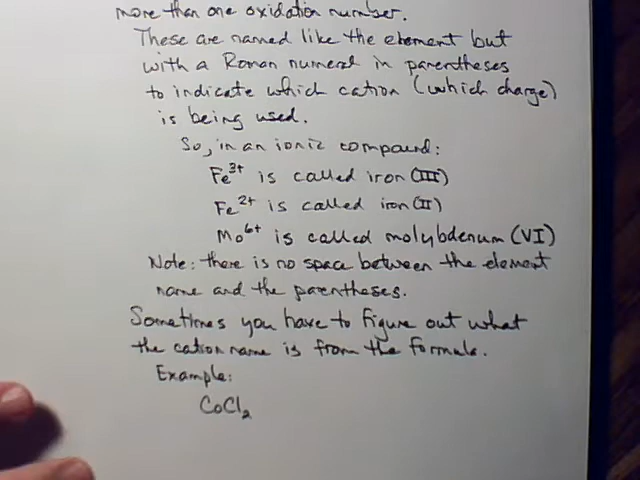 more than one oxidation number.
These are named like the element but
with a Roman numeral in parentheses
to indicate which cation (which charge)
is being used.
So, in an ionic compound:
Fe³⁺ is called iron(III)
Fe²⁺ is called iron(II)
Mo⁶⁺ is called molybdenum(VI)
Note: there is no space between the element
name and the parentheses.
Sometimes you have to figure out what
the cation name is from the formula.
Example:
CoCl₂